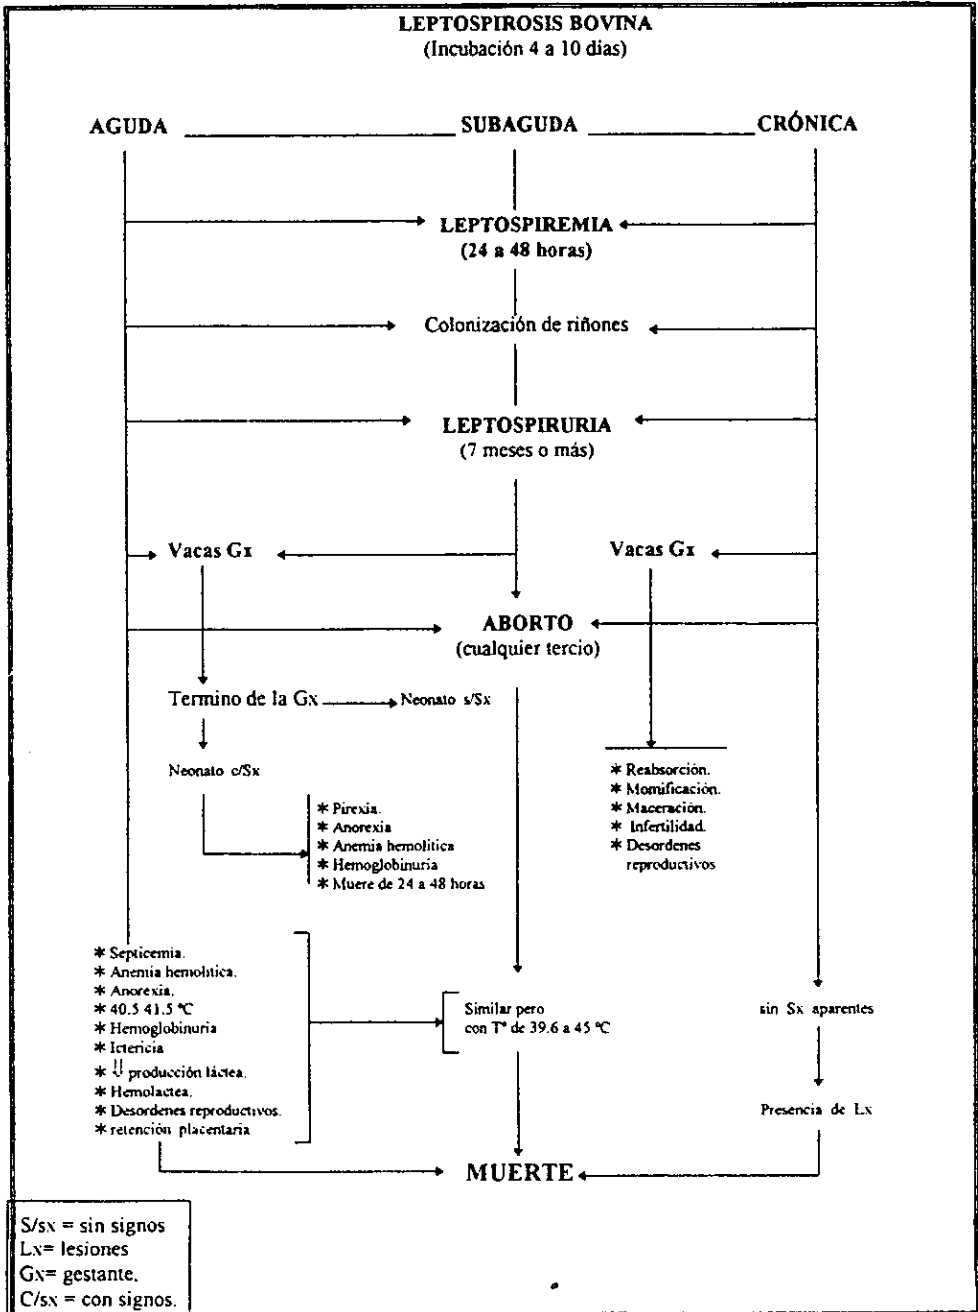 LEPTOSPIROSIS BOVINA
(Incubación 4 a 10 días)
AGUDA SUBAGUDA CRÓNICA
LEPTOSPIREMIA
(24 a 48 horas)
Colonización de riñones
LEPTOSPIRURIA
(7 meses o más)
Vacas Gx
Vacas Gx
ABORTO
(cualquier tercio)
Termino de la Gx
Neonato s/Sx
Neonato c/Sx
* Pirexia.
* Anorexia
* Anemia hemolítica
* Hemoglobinuria
* Muere de 24 a 48 horas
* Reabsorción.
* Momificación.
* Maceración.
* Infertilidad.
* Desordenes
reproductivos
* Septicemia.
* Anemia hemolítica.
* Anorexia.
* 40.5 41.5 ºC
* Hemoglobinuria
* Ictericia
* ⇓ producción láctea.
* Hemolactea.
* Desordenes reproductivos.
* retención placentaria
Similar pero
con Tº de 39.6 a 45 ºC
sin Sx aparentes
Presencia de Lx
MUERTE
S/sx = sin signos
Lx= lesiones
Gx= gestante.
C/sx = con signos.